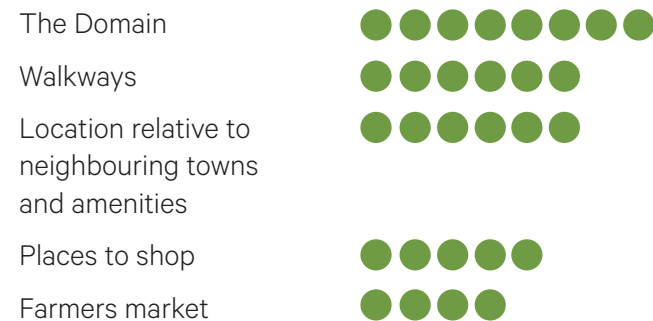 The Domain
Walkways
Location relative to
neighbouring towns
and amenities
Places to shop
Farmers market